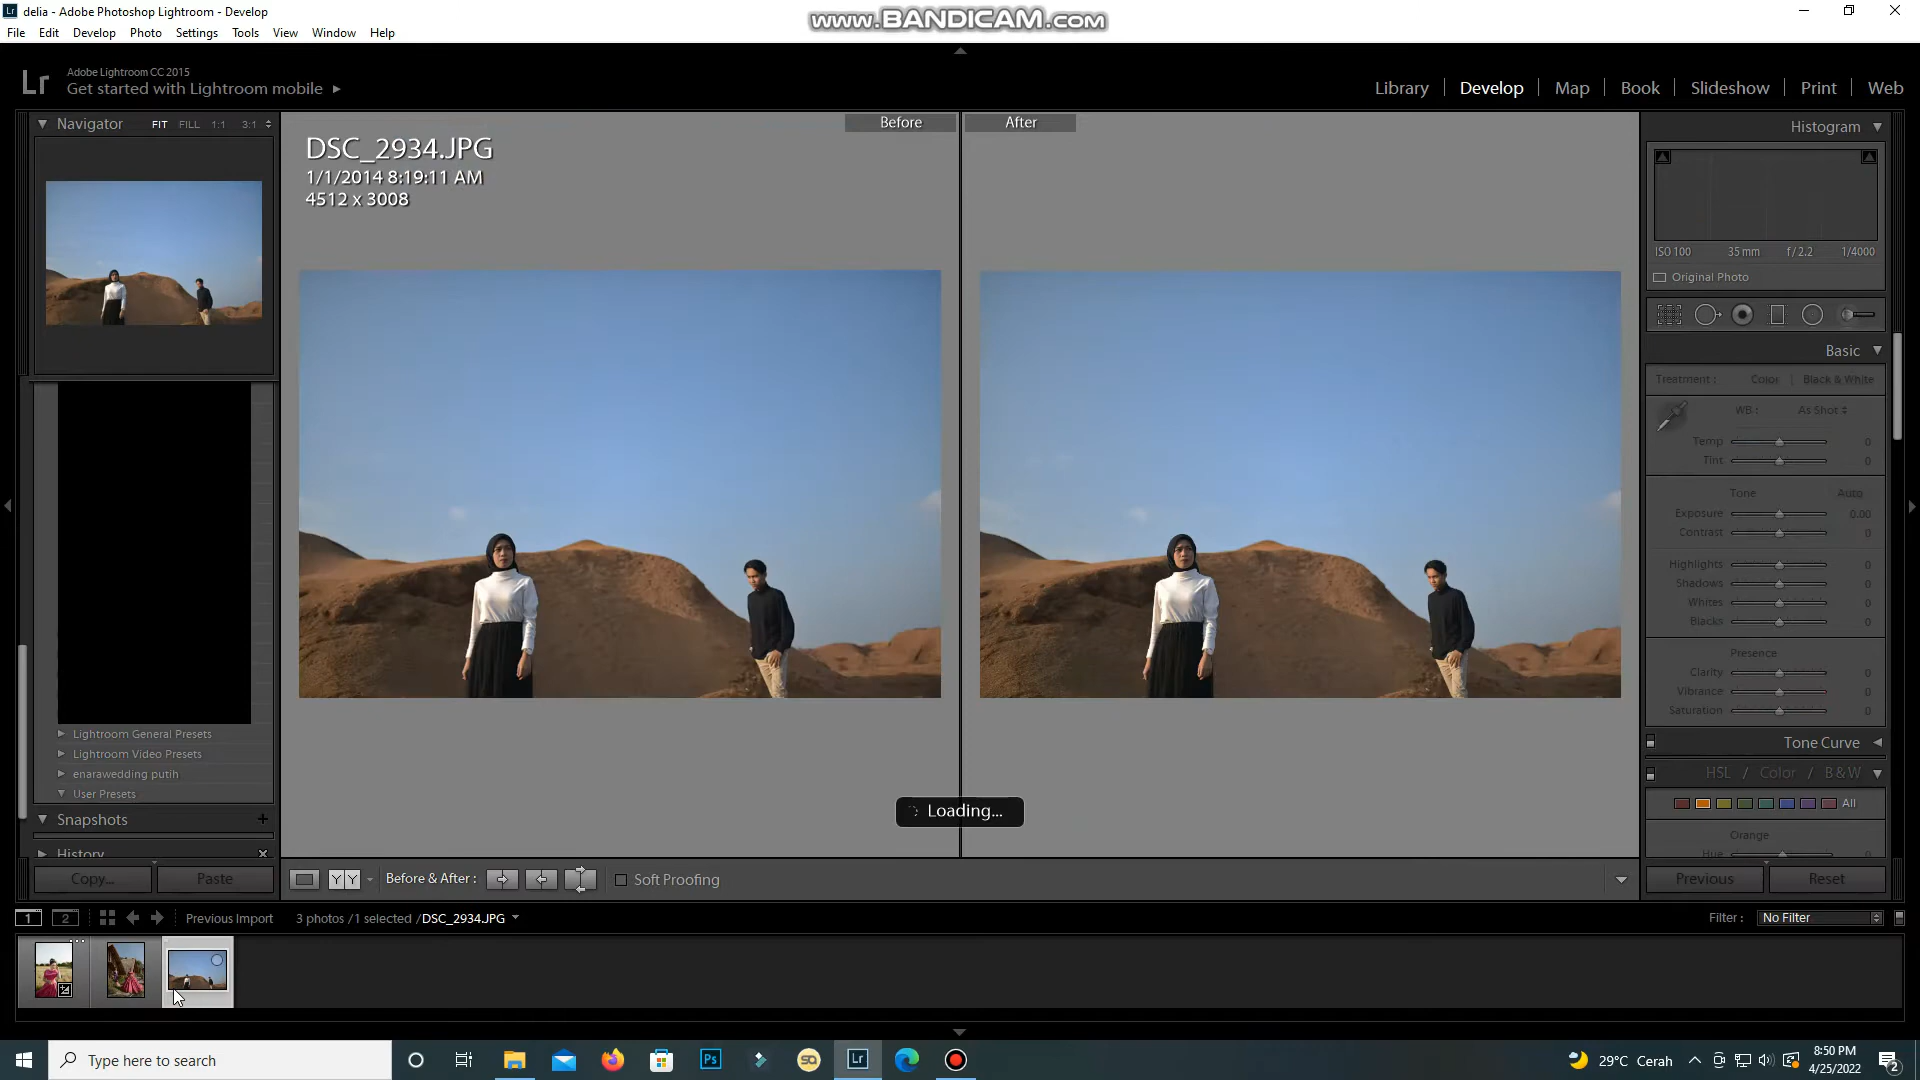 delia - Adobe Photoshop Lightroom - Develop
www.BANDICAM.com
File Edit Develop Photo Settings Tools View Window Help
Lr
Adobe Lightroom CC 2015
Get started with Lightroom mobile
Library Develop Map Book Slideshow Print Web
Navigator FIT FILL 1:1 3:1
Before
After
Histogram
DSC_2934.JPG
1/1/2014 8:19:11 AM
4512 x 3008
ISO 100 35 mm f / 2.2 1/4000
Original Photo
Basic
Treatment : Color Black & White
WB : As Shot
Temp 0
Tint 0
Tone Auto
Exposure 0.00
Contrast 0
Highlights 0
Shadows 0
Whites 0
Blacks 0
Presence
Clarity 0
Vibrance 0
Saturation 0
Lightroom General Presets
Lightroom Video Presets
enarawedding putih
User Presets
Tone Curve
HSL / Color / B & W
All
Orange
Hue 0
Loading...
Snapshots
History
Copy... Paste
YY Before & After : Soft Proofing
Previous Reset
1 2 Previous Import 3 photos / 1 selected / DSC_2934.JPG Filter : No Filter
Type here to search
Ps
Lr
29°C Cerah
8:50 PM
4/25/2022
2